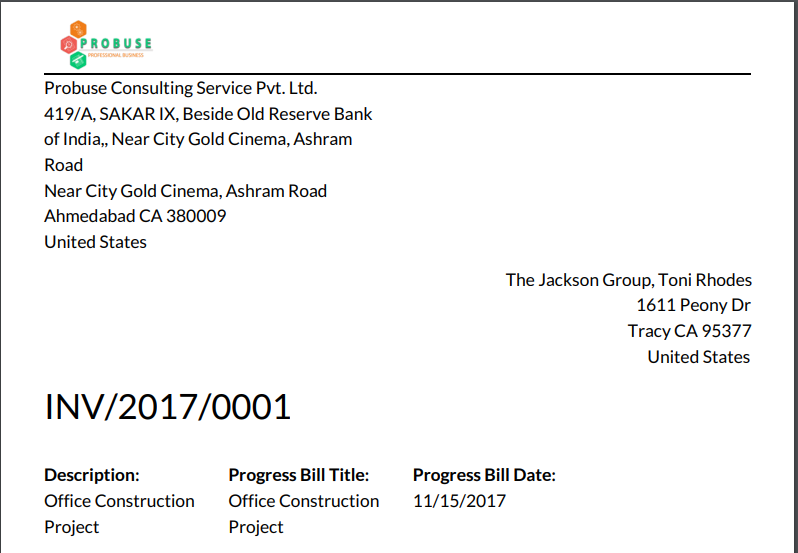 PROBUSE
PROFESSIONAL BUSINESS
Probuse Consulting Service Pvt. Ltd.
419/A, SAKAR IX, Beside Old Reserve Bank
of India,, Near City Gold Cinema, Ashram
Road
Near City Gold Cinema, Ashram Road
Ahmedabad CA 380009
United States
The Jackson Group, Toni Rhodes
1611 Peony Dr
Tracy CA 95377
United States
INV/2017/0001
Description: Progress Bill Title: Progress Bill Date:
Office Construction Office Construction 11/15/2017
Project Project